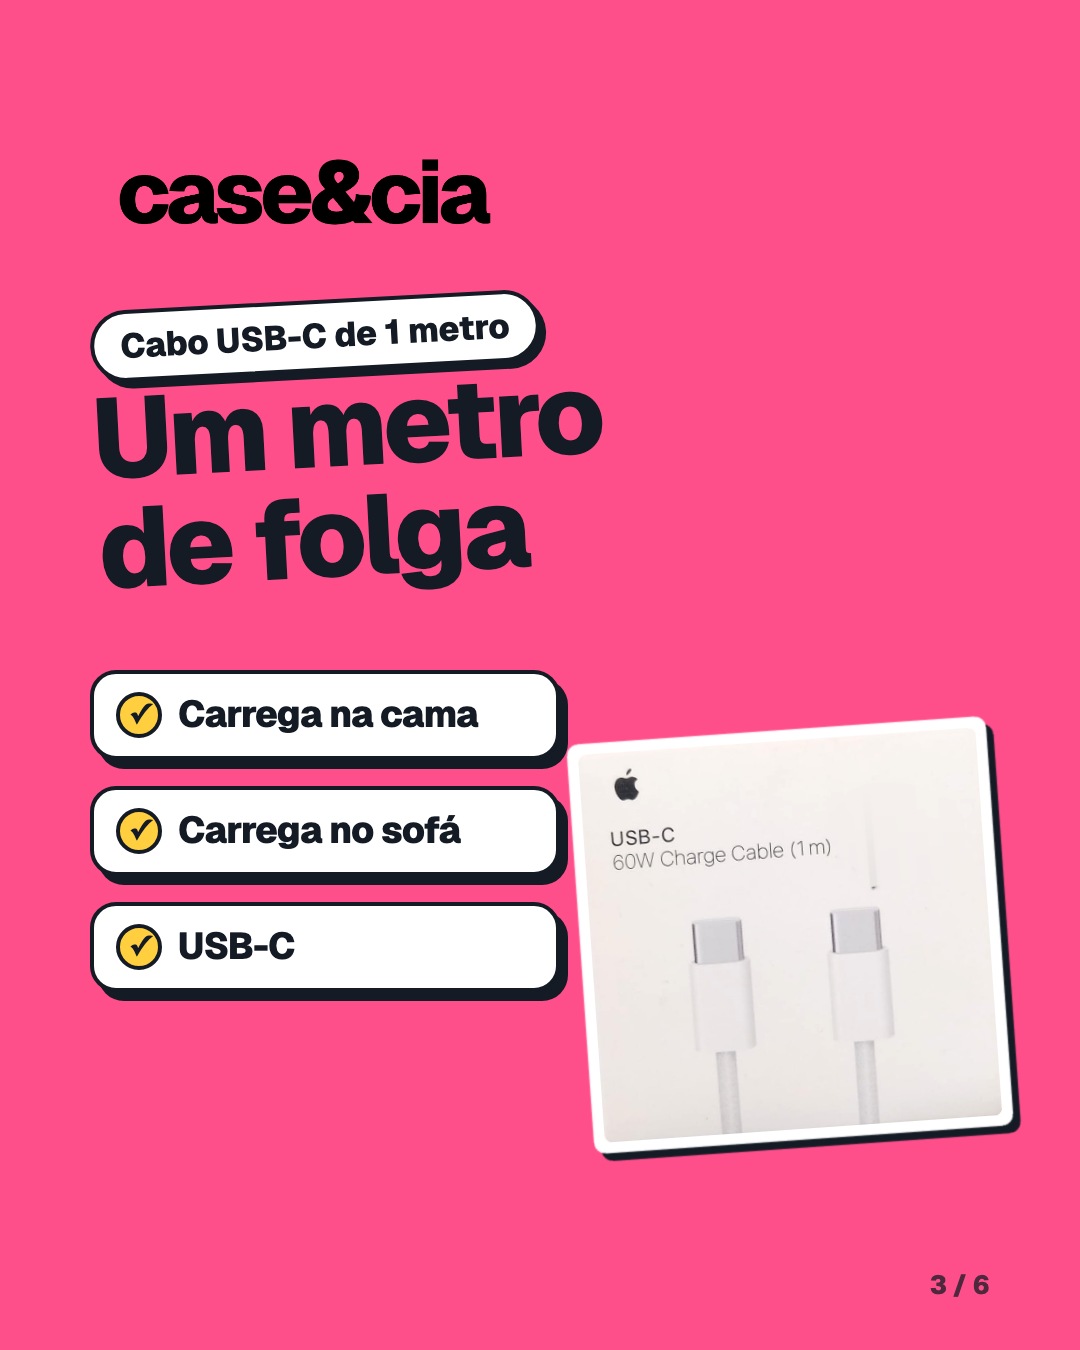 case&cia
Cabo USB-C de 1 metro
Um metro
de folga
Carrega na cama
Carrega no sofá
USB-C
USB-C
60W Charge Cable (1 m)
3 / 6